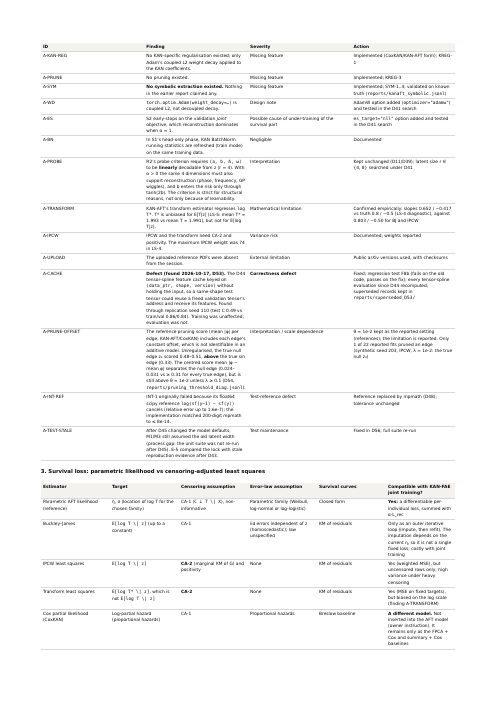 ID Finding Severity Action
A-KAN-REG No KAN-specific regularisation existed; only Missing feature Implemented (CoxKAN/KAN-AFT form); KREG-
Adam's coupled L2 weight decay applied to 1
the KAN coefficients.
A-PRUNE No pruning existed. Missing feature Implemented; KREG-3
A-SYM No symbolic extraction existed. Nothing Missing feature Implemented; SYM-1..4, validated on known
in the earlier report claimed any. truth (reports/kanaft_symbolic.[json])
A-WD torch.optim.Adam(weight_decay=…) is Design note AdamW option (optimizer="adamw")
coupled L2, not decoupled decay. and tested in the D41 search
A-ES S2 early-stops on the validation joint Possible cause of under-training of the es_target="nll" option added and tested
objective, which reconstruction dominates survival part in the D41 search
when α = 1.
A-BN In S1's head-only phase, KAN BatchNorm Negligible Documented
running statistics are refreshed (train mode) on
the same training data.
A-PROBE R2's probe criterion requires (a, b, A, ω) Interpretation Kept unchanged (D11/D39); latent size r ∈
to be linearly decodable from z (r = 4). With {4, 8} searched under D41
α > 0 the same 4 dimensions must also
support reconstruction (phase, frequency, GP
wiggles), and b enters the risk only through
tanh(2b). The criterion is strict for structural
reasons, not only because of learnability.
A-TRANSFORM KAN-AFT's transform estimator regresses log Mathematical limitation Confirmed empirically: slopes 0.652 / −0.417
T*. T* is unbiased for E[T|z] (LS-5: mean T* = vs truth 0.8 / −0.5 (LS-4 diagnostic), against
1.993 vs mean T = 1.991), but not for E[log 0.803 / −0.50 for BJ and IPCW
T|z].
A-IPCW IPCW and the transform need CA-2 and Variance risk Documented; weights reported
positivity. The maximum IPCW weight was 74
in LS-4.
A-UPLOAD The uploaded reference PDFs were absent External limitation Public arXiv versions used, with checksums
from the session.
A-CACHE Defect (found 2026-10-17, D53). The D44 Correctness defect Fixed; regression test FBb (fails on the old
tensor-spline feature cache keyed on code, passes on the fix); every tensor-spline
(data_ptr, shape, version) without evaluation since D44 recomputed,
holding the input, so a same-shape test superseded records kept in
tensor could reuse a freed validation tensor's reports/superseded_D53/
address and receive its features. Found
through replication seed 110 (test C 0.49 vs
train/val 0.86/0.84). Training was unaffected;
evaluation was not.
A-PRUNE-OFFSET The reference pruning score (mean |φ| per Interpretation / scale dependence θ = 1e-2 kept as the reported setting
edge, KAN/CoxKAN) includes each edge's (references); the limitation is reported. Only
constant offset, which is not identifiable in an 1 of 22 reported fits pruned an edge
additive model. Unregularised, the true null (synthetic seed 203, IPCW, λ = 1e-2: the true
edge z₂ scored 0.48–0.51, above the true sin null z₂)
edge (0.33). The centred score mean |φ −
mean φ| separates the null edge (0.024–
0.031 vs ≥ 0.31 for every true edge), but is
still above θ = 1e-2 unless λ ≥ 0.1 (D54),
reports/pruning_threshold_diag.[json]).
A-INT-REF INT-1 originally failed because its float64 Test-reference defect Reference replaced by mpmath (D48);
scipy reference log(sf(y−1) − sf(y)) tolerance unchanged
cancels (relative error up to 1.6e-7); the
implementation matched 200-digit mpmath
to ≤ 8e-14.
A-TEST-STALE After D45 changed the model defaults, Test maintenance Fixed in D56; full suite re-run
M1/M3 still assumed the old latent width
(process gap: the unit suite was not re-run
after D45). E-5 compared the lock with stale
reproduction evidence after D43.
3. Survival loss: parametric likelihood versus censoring-adjusted least squares
Estimator Target Censoring assumption Error-law assumption Survival curves Compatible with KAN-FAE
joint training?
Parametric AFT likelihood η, σ (location of log T for the CA-1 (C ⊥ T | X), non- Parametric family (Weibull, Closed form Yes: a differentiable per-
(reference) chosen family) informative log-normal or log-logistic) individual loss, summed with
α·L_rec
Buckley–James E[log T \| z] (up to a CA-1 iid errors independent of z KM of residuals Only as an outer iterative
constant) (homoscedastic); law loop (impute, then refit). The
unspecified imputation depends on the
current η, so it is not a single
fixed loss; costly with joint
training
IPCW least squares E[log T \| z] CA-2 (marginal KM of G) and None KM of residuals Yes (weighted MSE), but
positivity uncensored rows only; high
variance under heavy
censoring
Transform least squares E[log T* \| z], which is CA-2 None KM of residuals Yes (MSE on fixed targets),
not E[log T \| z] but biased on the log scale
(finding A-TRANSFORM)
Cox partial likelihood Log-partial hazard CA-1 Proportional hazards Breslow baseline A different model. Not
(CoxKAN) (proportional hazards) inserted into the AFT model
(owner instruction). It
remains only as the FPCA +
Cox and summary + Cox
baselines